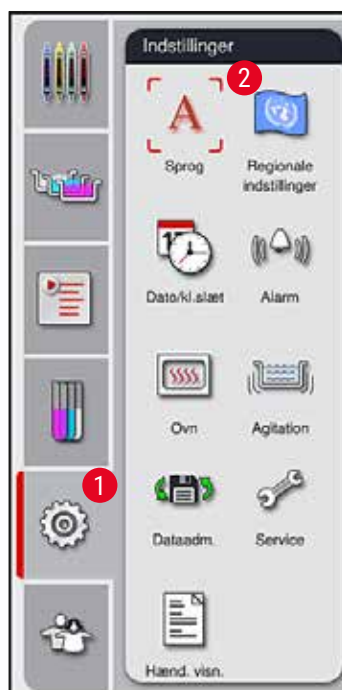 Indstillinger
2
A
Sprog
Regionale
indstillinger
Dato/kl.slæt
Alarm
Ovn
Agitation
1
Dataadm.
Service
Hænd. visn.